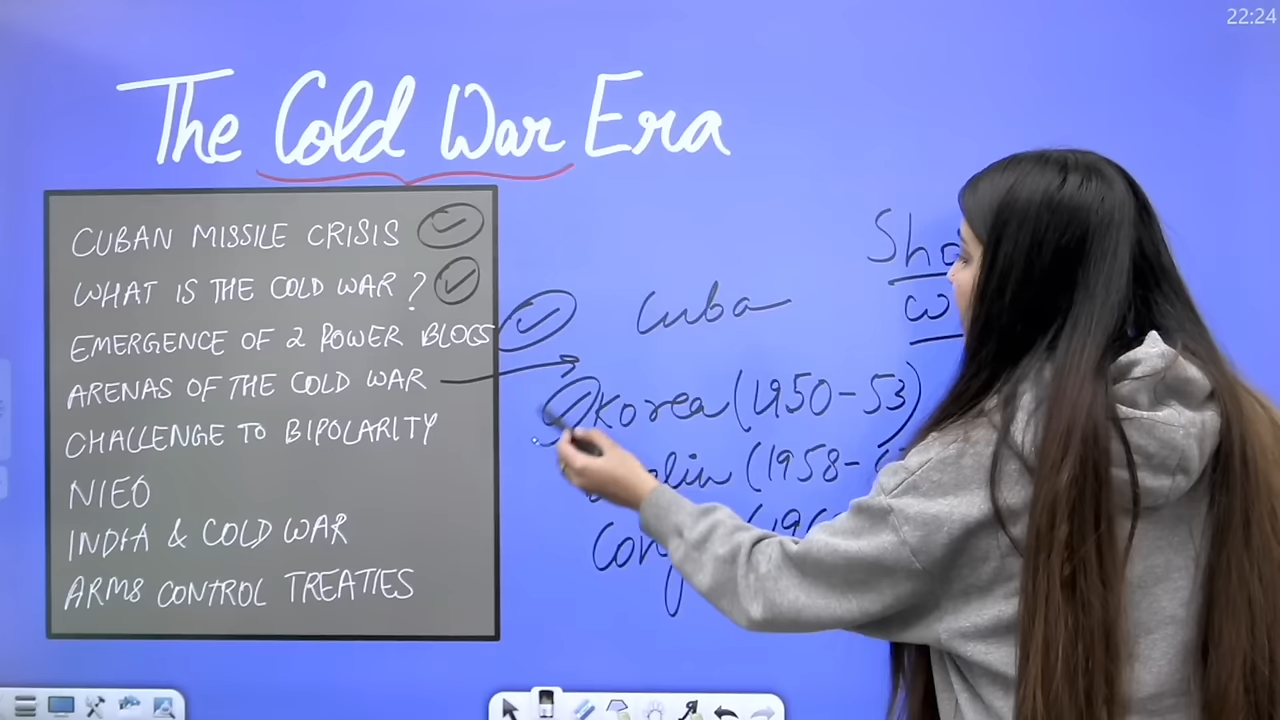 22:24
The Cold War Era
CUBAN MISSILE CRISIS
WHAT IS THE COLD WAR?
EMERGENCE OF 2 POWER BLOCS
ARENAS OF THE COLD WAR
CHALLENGE TO BIPOLARITY
NIEO
INDIA & COLD WAR
ARMS CONTROL TREATIES
Cuba
Korea (1950-53)
(1958-